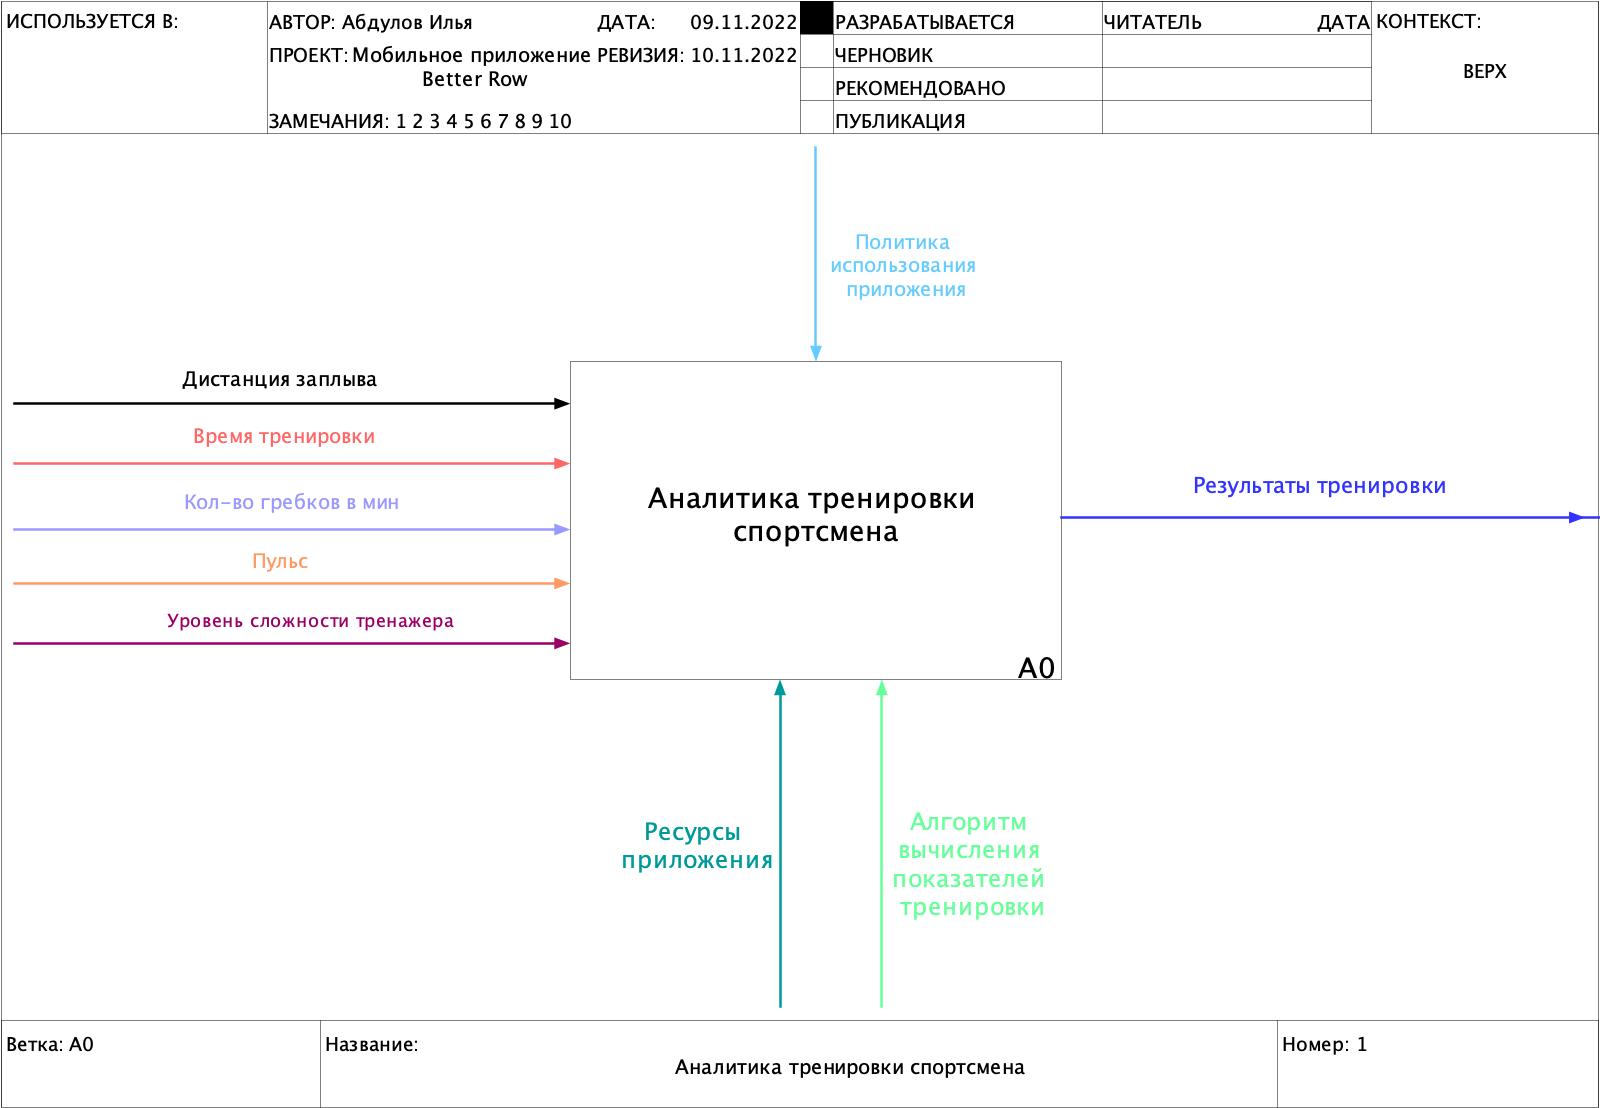 ИСПОЛЬЗУЕТСЯ В:
АВТОР: Абдулов Илья
ДАТА: 09.11.2022
ПРОЕКТ: Мобильное приложение
Better Row
РЕВИЗИЯ: 10.11.2022
ЗАМЕЧАНИЯ: 1 2 3 4 5 6 7 8 9 10
РАЗРАБАТЫВАЕТСЯ
ЧЕРНОВИК
РЕКОМЕНДОВАНО
ПУБЛИКАЦИЯ
ЧИТАТЕЛЬ
ДАТА
КОНТЕКСТ:
ВЕРХ
Политика
использования
приложения
Дистанция заплыва
Время тренировки
Кол-во гребков в мин
Пульс
Уровень сложности тренажера
Аналитика тренировки
спортсмена
A0
Результаты тренировки
Ресурсы
приложения
Алгоритм
вычисления
показателей
тренировки
Ветка: A0
Название:
Аналитика тренировки спортсмена
Номер: 1